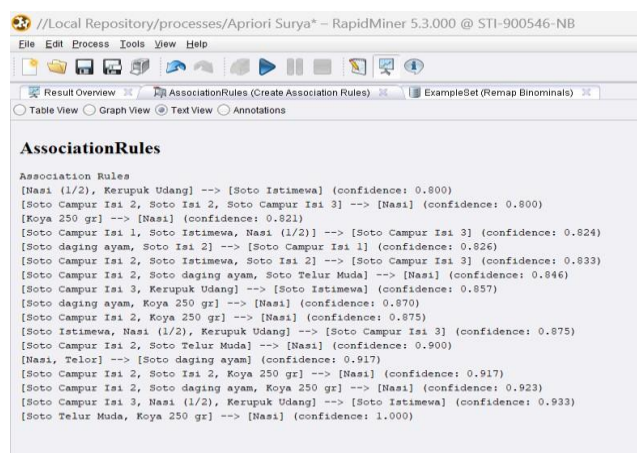 //Local Repository/processes/Apriori Surya* – RapidMiner 5.3.000 @ STI-900546-NB
File Edit Process Tools View Help
Result Overview AssociationRules (Create Association Rules) ExampleSet (Remap Binominals)
Table View Graph View Text View Annotations
AssociationRules
Association Rules
[Nasi (1/2), Kerupuk Udang] --> [Soto Istimewa] (confidence: 0.800)
[Soto Campur Isi 2, Soto Isi 2, Soto Campur Isi 3] --> [Nasi] (confidence: 0.800)
[Koya 250 gr] --> [Nasi] (confidence: 0.821)
[Soto Campur Isi 1, Soto Istimewa, Nasi (1/2)] --> [Soto Campur Isi 3] (confidence: 0.824)
[Soto daging ayam, Soto Isi 2] --> [Soto Campur Isi 1] (confidence: 0.826)
[Soto Campur Isi 2, Soto Istimewa, Soto Isi 2] --> [Soto Campur Isi 3] (confidence: 0.833)
[Soto Campur Isi 2, Soto daging ayam, Soto Telur Muda] --> [Nasi] (confidence: 0.846)
[Soto Campur Isi 3, Kerupuk Udang] --> [Soto Istimewa] (confidence: 0.857)
[Soto daging ayam, Koya 250 gr] --> [Nasi] (confidence: 0.870)
[Soto Campur Isi 2, Koya 250 gr] --> [Nasi] (confidence: 0.875)
[Soto Istimewa, Nasi (1/2), Kerupuk Udang] --> [Soto Campur Isi 3] (confidence: 0.875)
[Soto Campur Isi 2, Soto Telur Muda] --> [Nasi] (confidence: 0.900)
[Nasi, Telor] --> [Soto daging ayam] (confidence: 0.917)
[Soto Campur Isi 2, Soto Isi 2, Koya 250 gr] --> [Nasi] (confidence: 0.917)
[Soto Campur Isi 2, Soto daging ayam, Koya 250 gr] --> [Nasi] (confidence: 0.923)
[Soto Campur Isi 3, Nasi (1/2), Kerupuk Udang] --> [Soto Istimewa] (confidence: 0.933)
[Soto Telur Muda, Koya 250 gr] --> [Nasi] (confidence: 1.000)